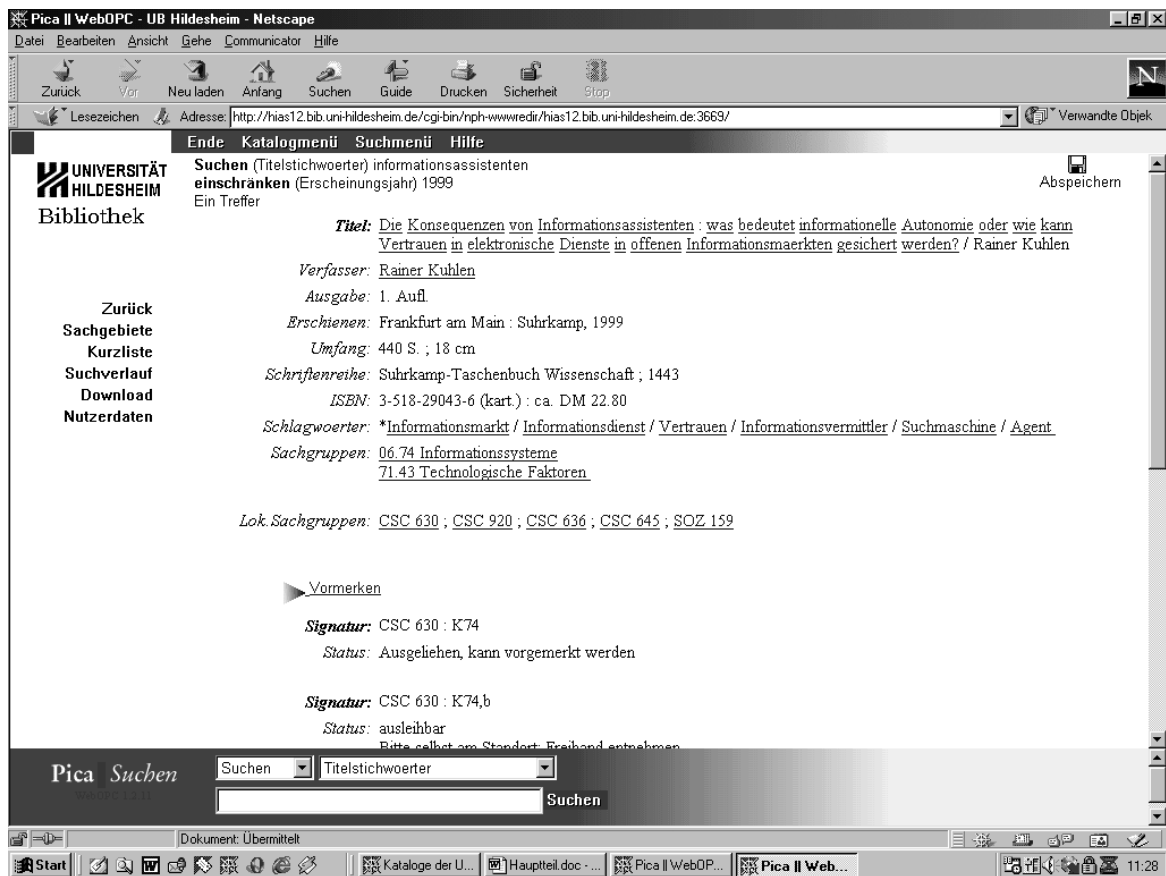 Pica || WebOPC - UB Hildesheim - Netscape
Datei Bearbeiten Ansicht Gehe Communicator Hilfe
Zurück Vor Neu laden Anfang Suchen Guide Drucken Sicherheit Stop
N
Lesezeichen Adresse: http://hias12.bib.uni-hildesheim.de/cgi-bin/nph-wwwredir/hias12.bib.uni-hildesheim.de:3669/ Verwandte Objek
Ende Katalogmenü Suchmenü Hilfe
UNIVERSITÄT
HILDESHEIM
Bibliothek
Zurück
Sachgebiete
Kurzliste
Suchverlauf
Download
Nutzerdaten
Suchen (Titelstichwoerter) informationsassistenten
einschränken (Erscheinungsjahr) 1999
Ein Treffer
Abspeichern
Titel: Die Konsequenzen von Informationsassistenten : was bedeutet informationelle Autonomie oder wie kann
Vertrauen in elektronische Dienste in offenen Informationsmaerkten gesichert werden? / Rainer Kuhlen
Verfasser: Rainer Kuhlen
Ausgabe: 1. Aufl.
Erschienen: Frankfurt am Main : Suhrkamp, 1999
Umfang: 440 S. ; 18 cm
Schriftenreihe: Suhrkamp-Taschenbuch Wissenschaft ; 1443
ISBN: 3-518-29043-6 (kart.) : ca. DM 22.80
Schlagwoerter: *Informationsmarkt / Informationsdienst / Vertrauen / Informationsvermittler / Suchmaschine / Agent
Sachgruppen: 06.74 Informationssysteme
71.43 Technologische Faktoren
Lok.Sachgruppen: CSC 630 ; CSC 920 ; CSC 636 ; CSC 645 ; SOZ 159
Vormerken
Signatur: CSC 630 : K74
Status: Ausgeliehen, kann vorgemerkt werden
Signatur: CSC 630 : K74,b
Status: ausleihbar
Bitte selbst am Standort: Freihand entnehmen
Pica Suchen
Suchen Titelstichwoerter
Suchen
Dokument: Übermittelt
Start Kataloge der U... Hauptteil.doc - ... Pica || WebOP... Pica || Web... 11:28